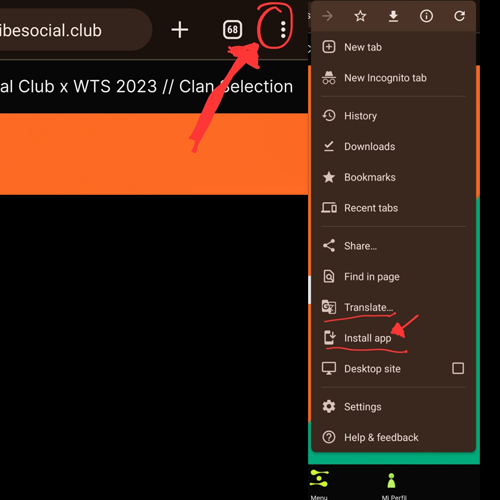 ibesocial.club
68
al Club x WTS 2023 // Clan Selection
New tab
New Incognito tab
History
Downloads
Bookmarks
Recent tabs
Share...
Find in page
Translate...
Install app
Desktop site
Settings
Help & feedback
Menu
Mi Perfil